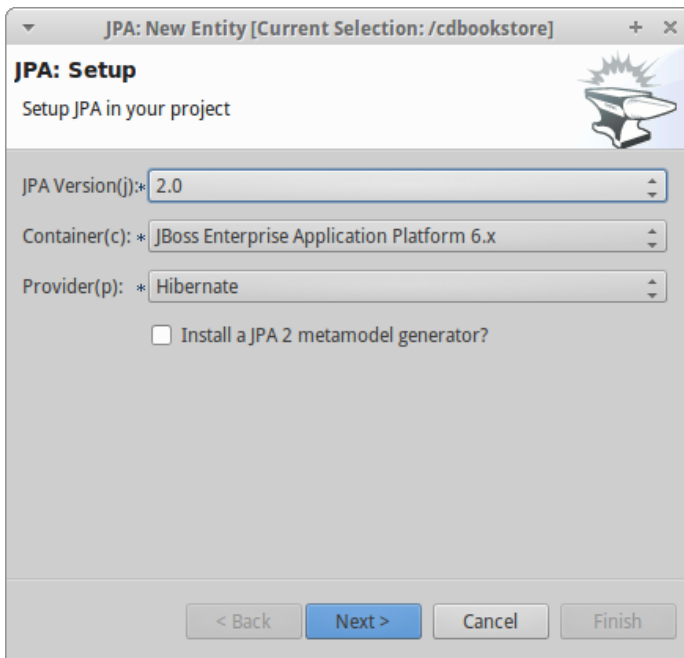 JPA: New Entity [Current Selection: /cdbookstore]
JPA: Setup
Setup JPA in your project
JPA Version(j):* 2.0
Container(c): * JBoss Enterprise Application Platform 6.x
Provider(p): * Hibernate
Install a JPA 2 metamodel generator?
< Back Next > Cancel Finish